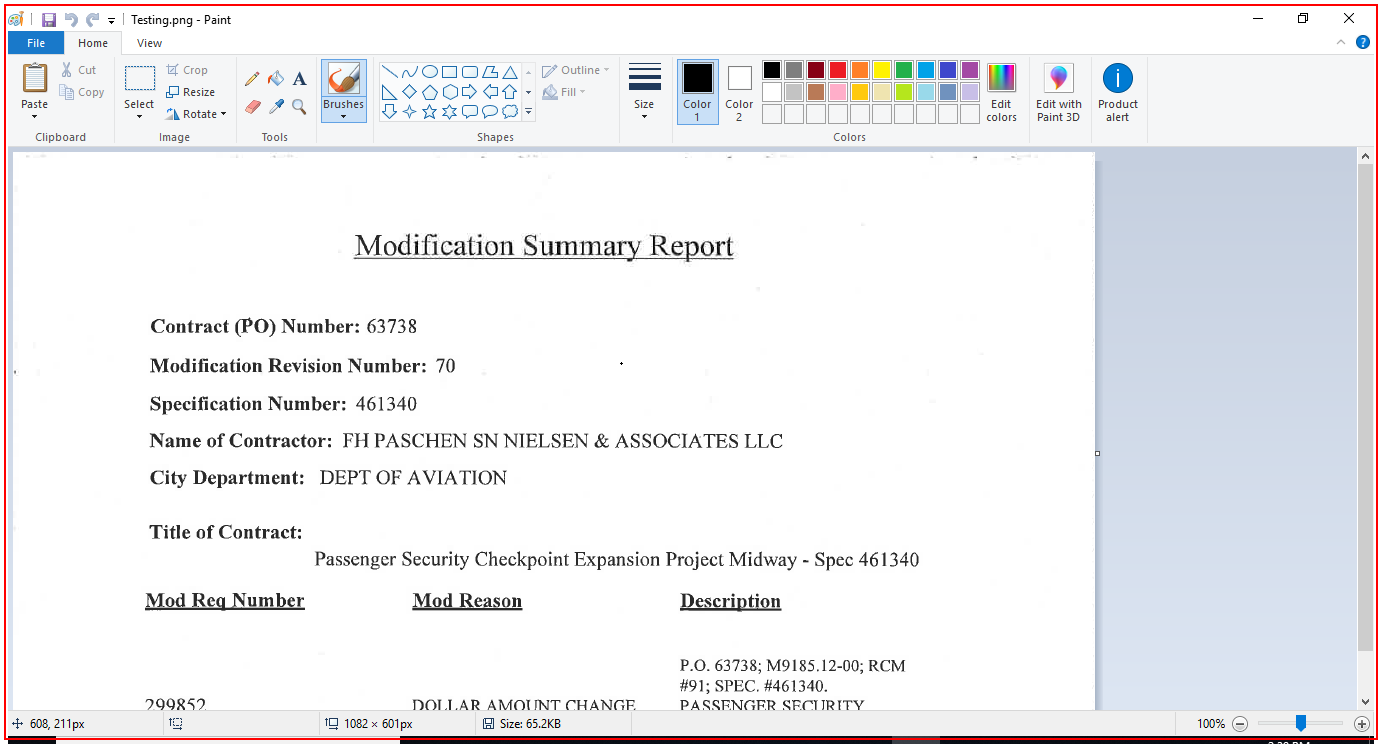 Testing.png - Paint
File Home View
Paste
Cut
Copy
Clipboard
Select
Crop
Resize
Rotate
Image
A
Tools
Brushes
Shapes
Outline
Fill
Size
Color
1
Color
2
Colors
Edit
colors
Edit with
Paint 3D
i
Product
alert
?
Modification Summary Report
Contract (PO) Number: 63738
Modification Revision Number: 70
Specification Number: 461340
Name of Contractor: FH PASCHEN SN NIELSEN & ASSOCIATES LLC
City Department: DEPT OF AVIATION
Title of Contract:
Passenger Security Checkpoint Expansion Project Midway - Spec 461340
Mod Req Number Mod Reason Description
P.O. 63738; M9185.12-00; RCM
#91; SPEC. #461340.
299852 DOLLAR AMOUNT CHANGE PASSENGER SECURITY
608, 211px 1082 × 601px Size: 65.2KB 100%